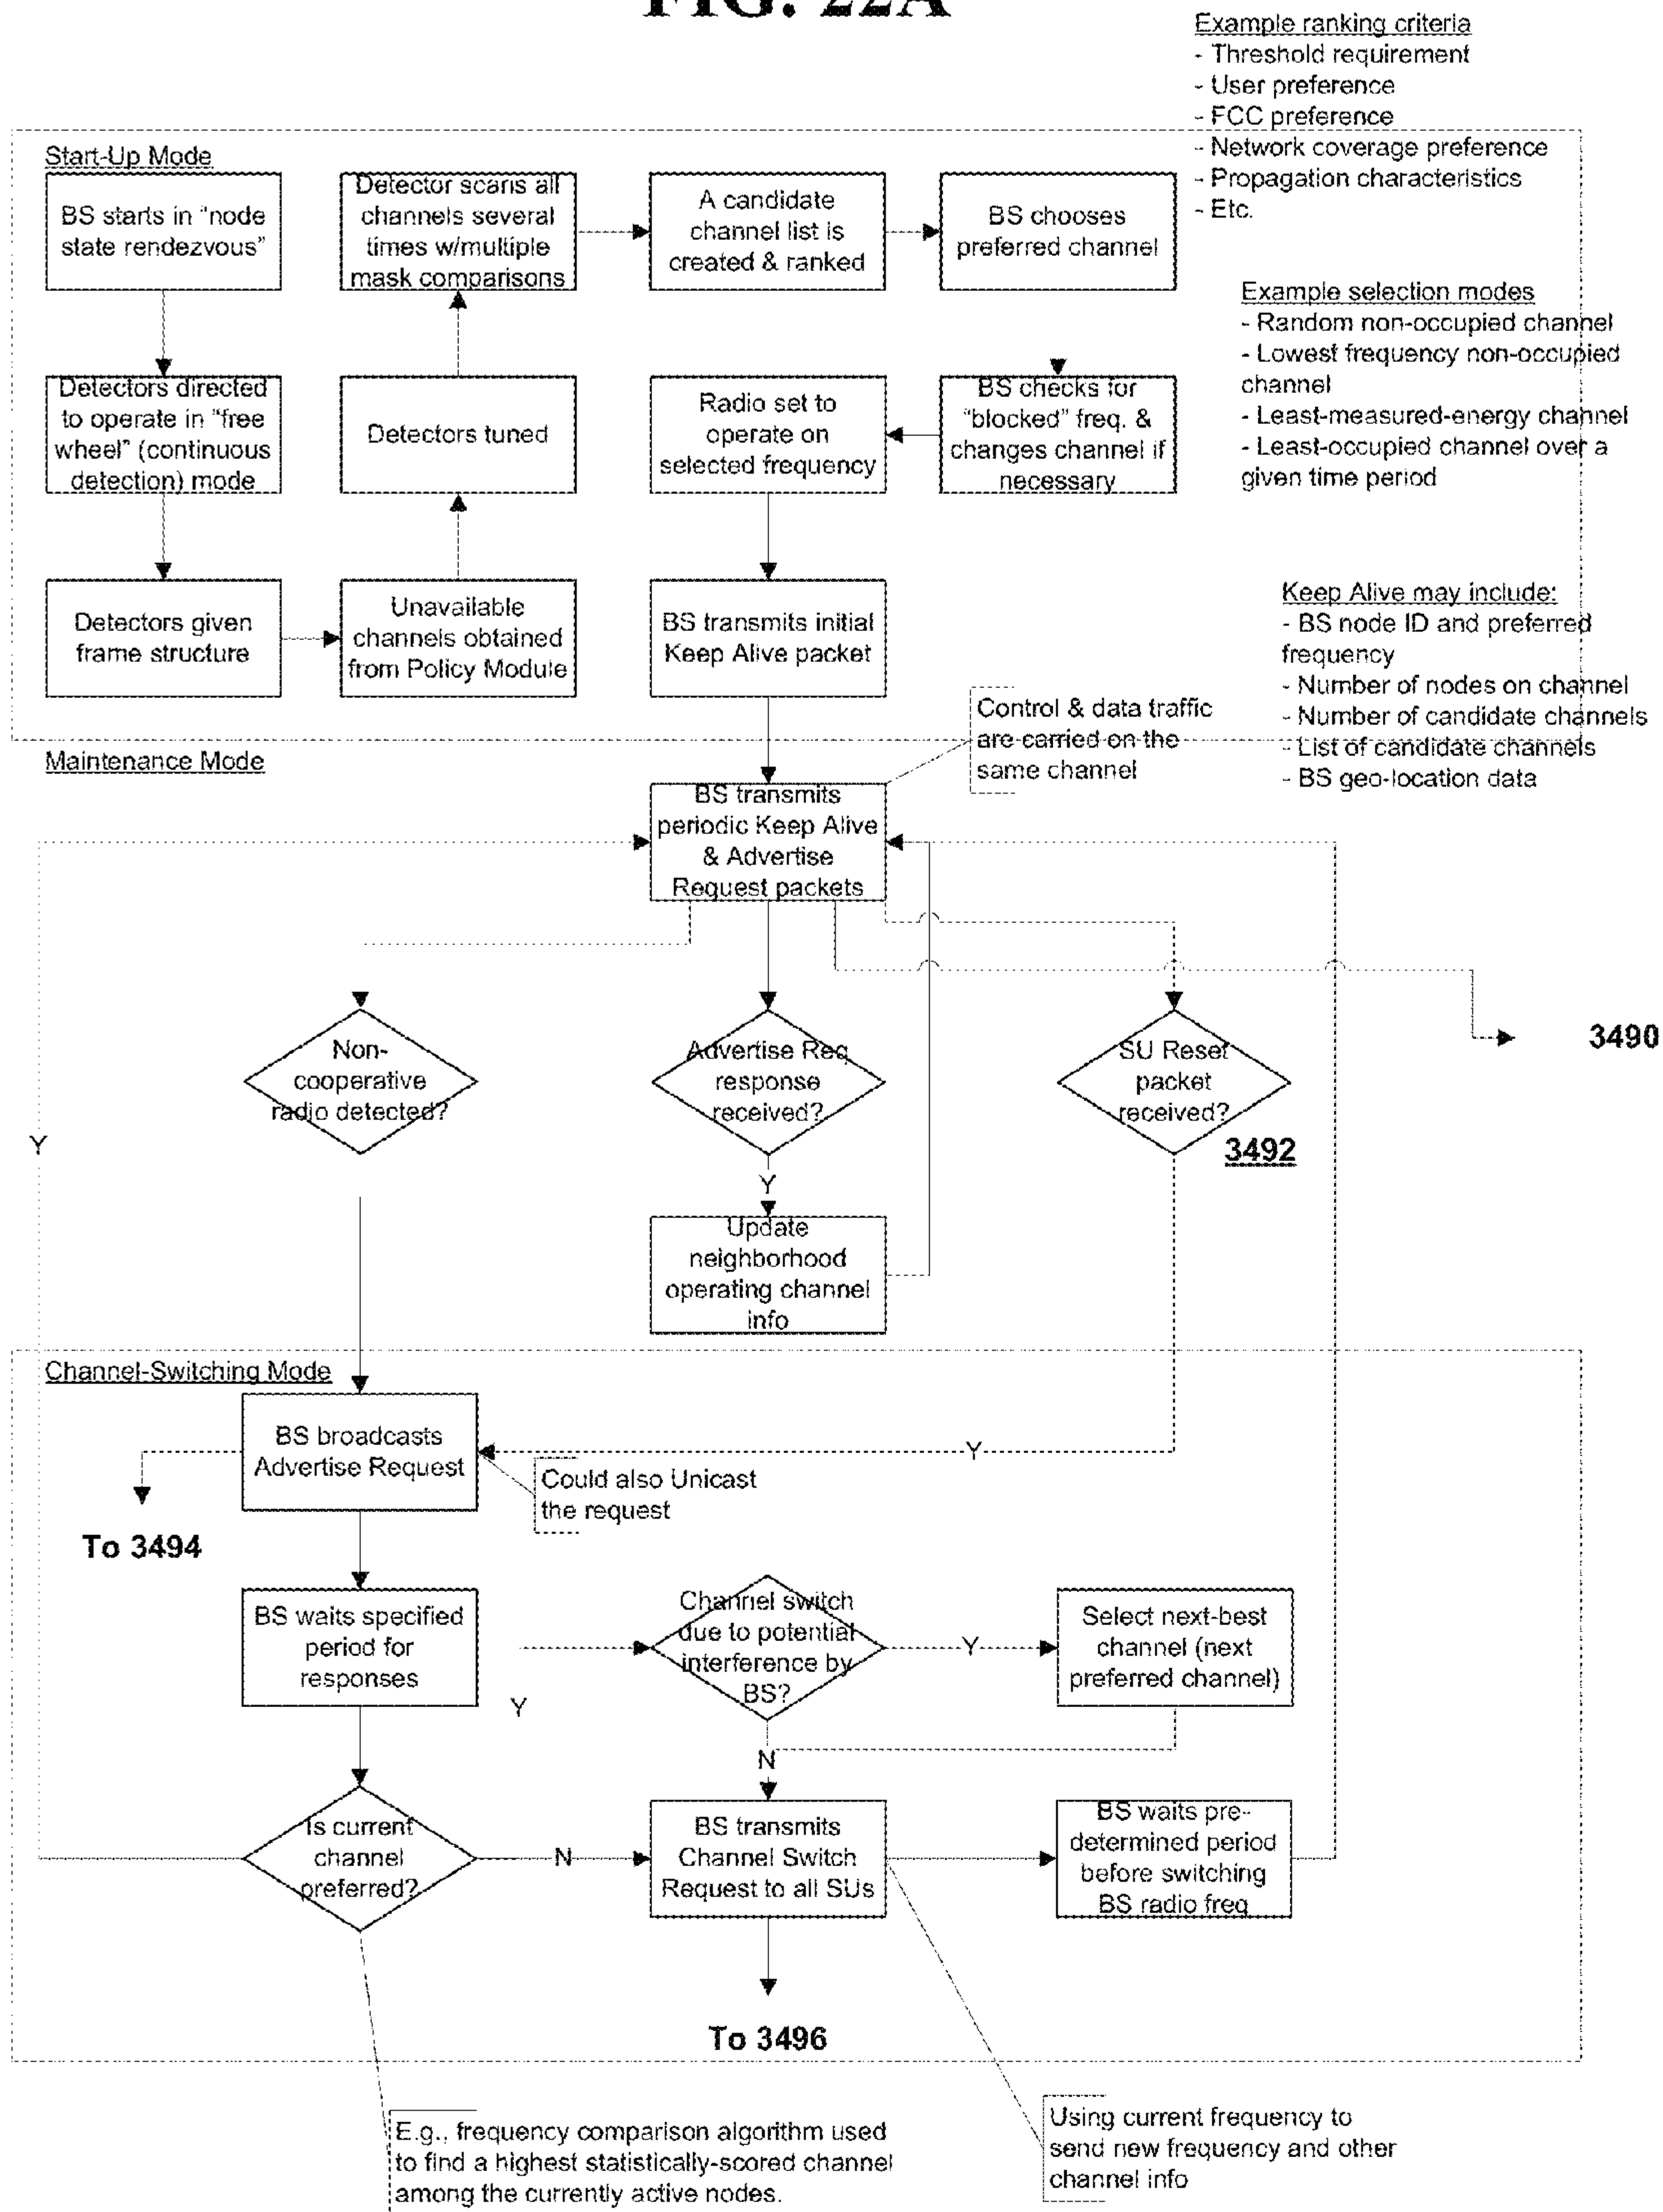 FIG. 22A
Example ranking criteria
- Threshold requirement
- User preference
- FCC preference
- Network coverage preference
- Propagation characteristics
- Etc.
Start-Up Mode
BS starts in "node
state rendezvous"
Detector scans all
channels several
times w/multiple
mask comparisons
A candidate
channel list is
created & ranked
BS chooses
preferred channel
Example selection modes
- Random non-occupied channel
- Lowest frequency non-occupied
channel
- Least-measured-energy channel
- Least-occupied channel over a
given time period
Detectors directed
to operate in "free
wheel" (continuous
detection) mode
Detectors tuned
Radio set to
operate on
selected frequency
BS checks for
"blocked" freq. &
changes channel if
necessary
Detectors given
frame structure
Unavailable
channels obtained
from Policy Module
BS transmits initial
Keep Alive packet
Keep Alive may include:
- BS node ID and preferred
frequency
- Number of nodes on channel
- Number of candidate channels
- List of candidate channels
- BS geo-location data
Control & data traffic
are carried on the
same channel
Maintenance Mode
BS transmits
periodic Keep Alive
& Advertise
Request packets
Non-
cooperative
radio detected?
Advertise Req
response
received?
SU Reset
packet
received?
3490
3492
Y
Y
Update
neighborhood
operating channel
info
Channel-Switching Mode
BS broadcasts
Advertise Request
Y
Could also Unicast
the request
To 3494
BS waits specified
period for
responses
Y
Channel switch
due to potential
interference by
BS?
Y
Select next-best
channel (next
preferred channel)
N
Is current
channel
preferred?
N
BS transmits
Channel Switch
Request to all SUs
BS waits pre-
determined period
before switching
BS radio freq
To 3496
E.g., frequency comparison algorithm used
to find a highest statistically-scored channel
among the currently active nodes.
Using current frequency to
send new frequency and other
channel info